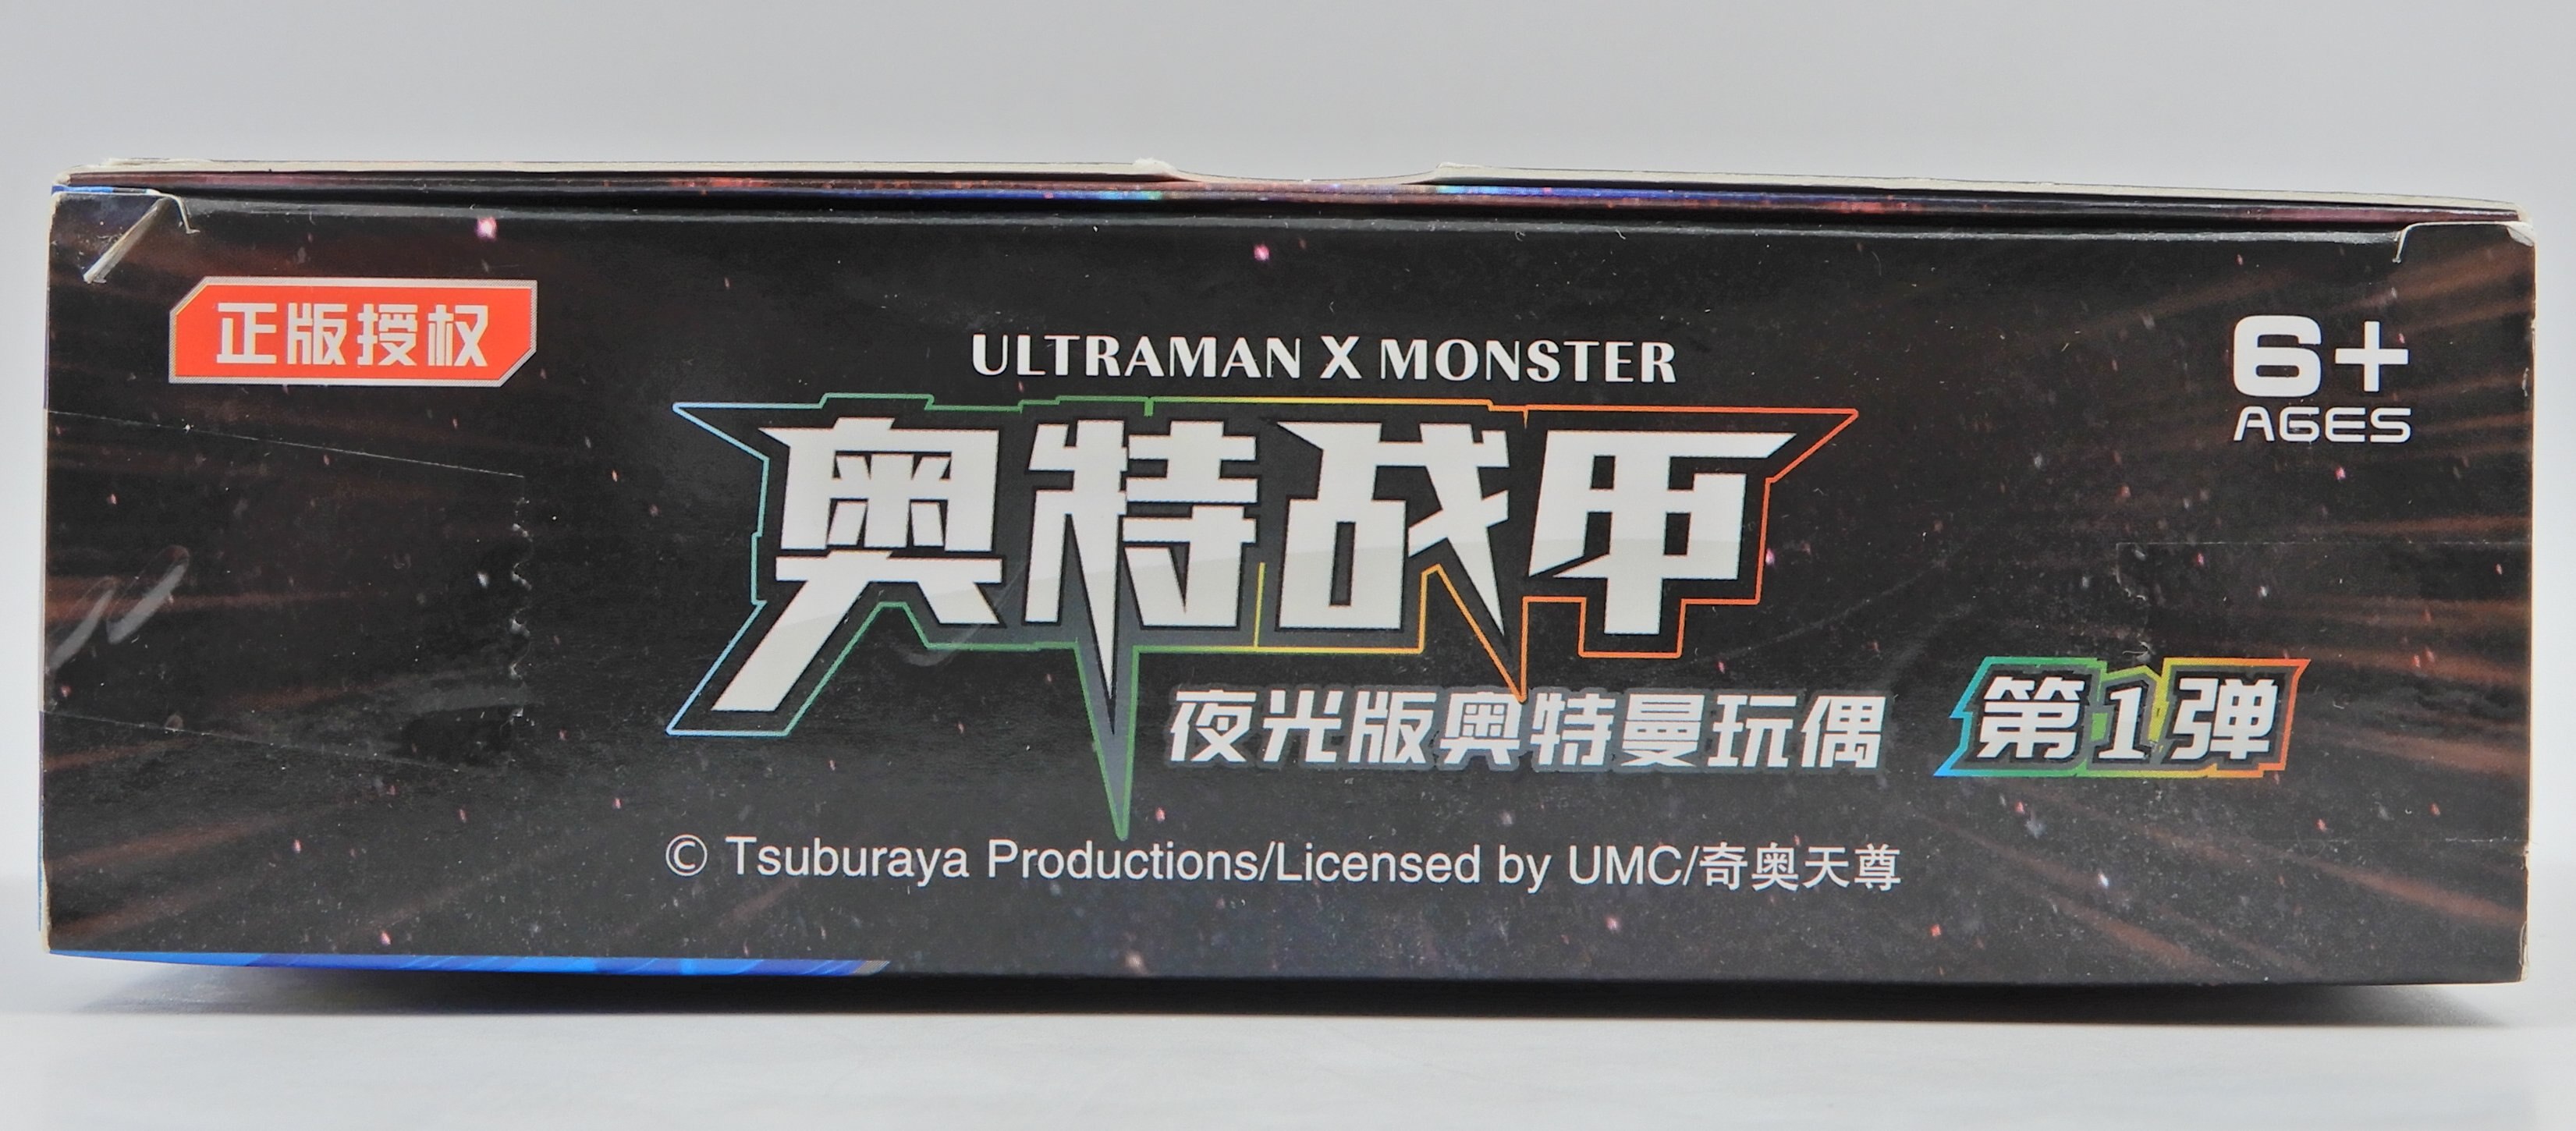 正版授权
ULTRAMAN X MONSTER
6+
AGES
奥特战甲
夜光版奥特曼玩偶
第1弹
© Tsuburaya Productions/Licensed by UMC/奇奥天尊